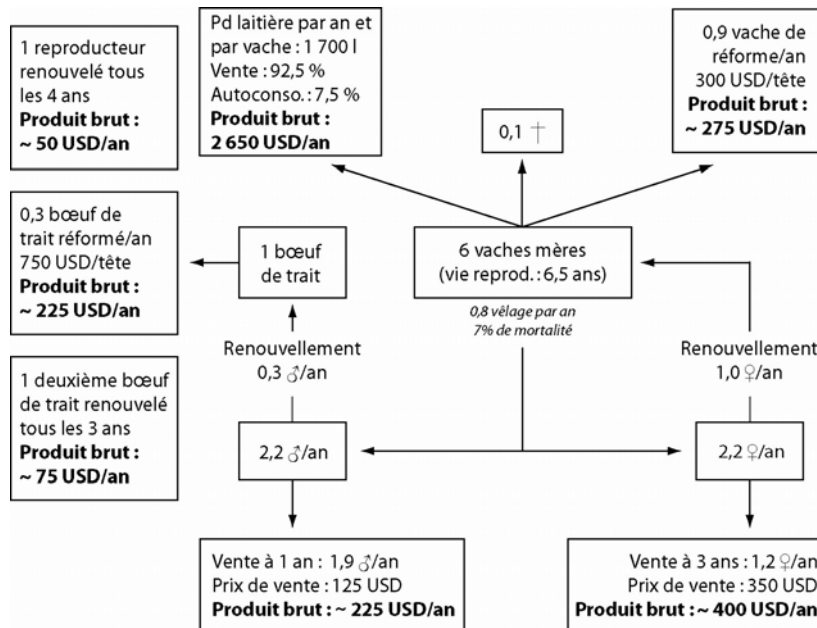 1 reproducteur
renouvelé tous
les 4 ans
Produit brut :
~ 50 USD/an
Pd laitière par an et
par vache : 1 700 l
Vente : 92,5 %
Autoconso. : 7,5 %
Produit brut :
2 650 USD/an
0,1 †
0,9 vache de
réforme/an
300 USD/tête
Produit brut :
~ 275 USD/an
0,3 bœuf de
trait réformé/an
750 USD/tête
Produit brut :
~ 225 USD/an
1 bœuf
de trait
6 vaches mères
(vie reprod. : 6,5 ans)
0,8 vêlage par an
7% de mortalité
Renouvellement
0,3 ♂/an
Renouvellement
1,0 ♀/an
1 deuxième bœuf
de trait renouvelé
tous les 3 ans
Produit brut :
~ 75 USD/an
2,2 ♂/an
2,2 ♀/an
Vente à 1 an : 1,9 ♂/an
Prix de vente : 125 USD
Produit brut : ~ 225 USD/an
Vente à 3 ans : 1,2 ♀/an
Prix de vente : 350 USD
Produit brut : ~ 400 USD/an